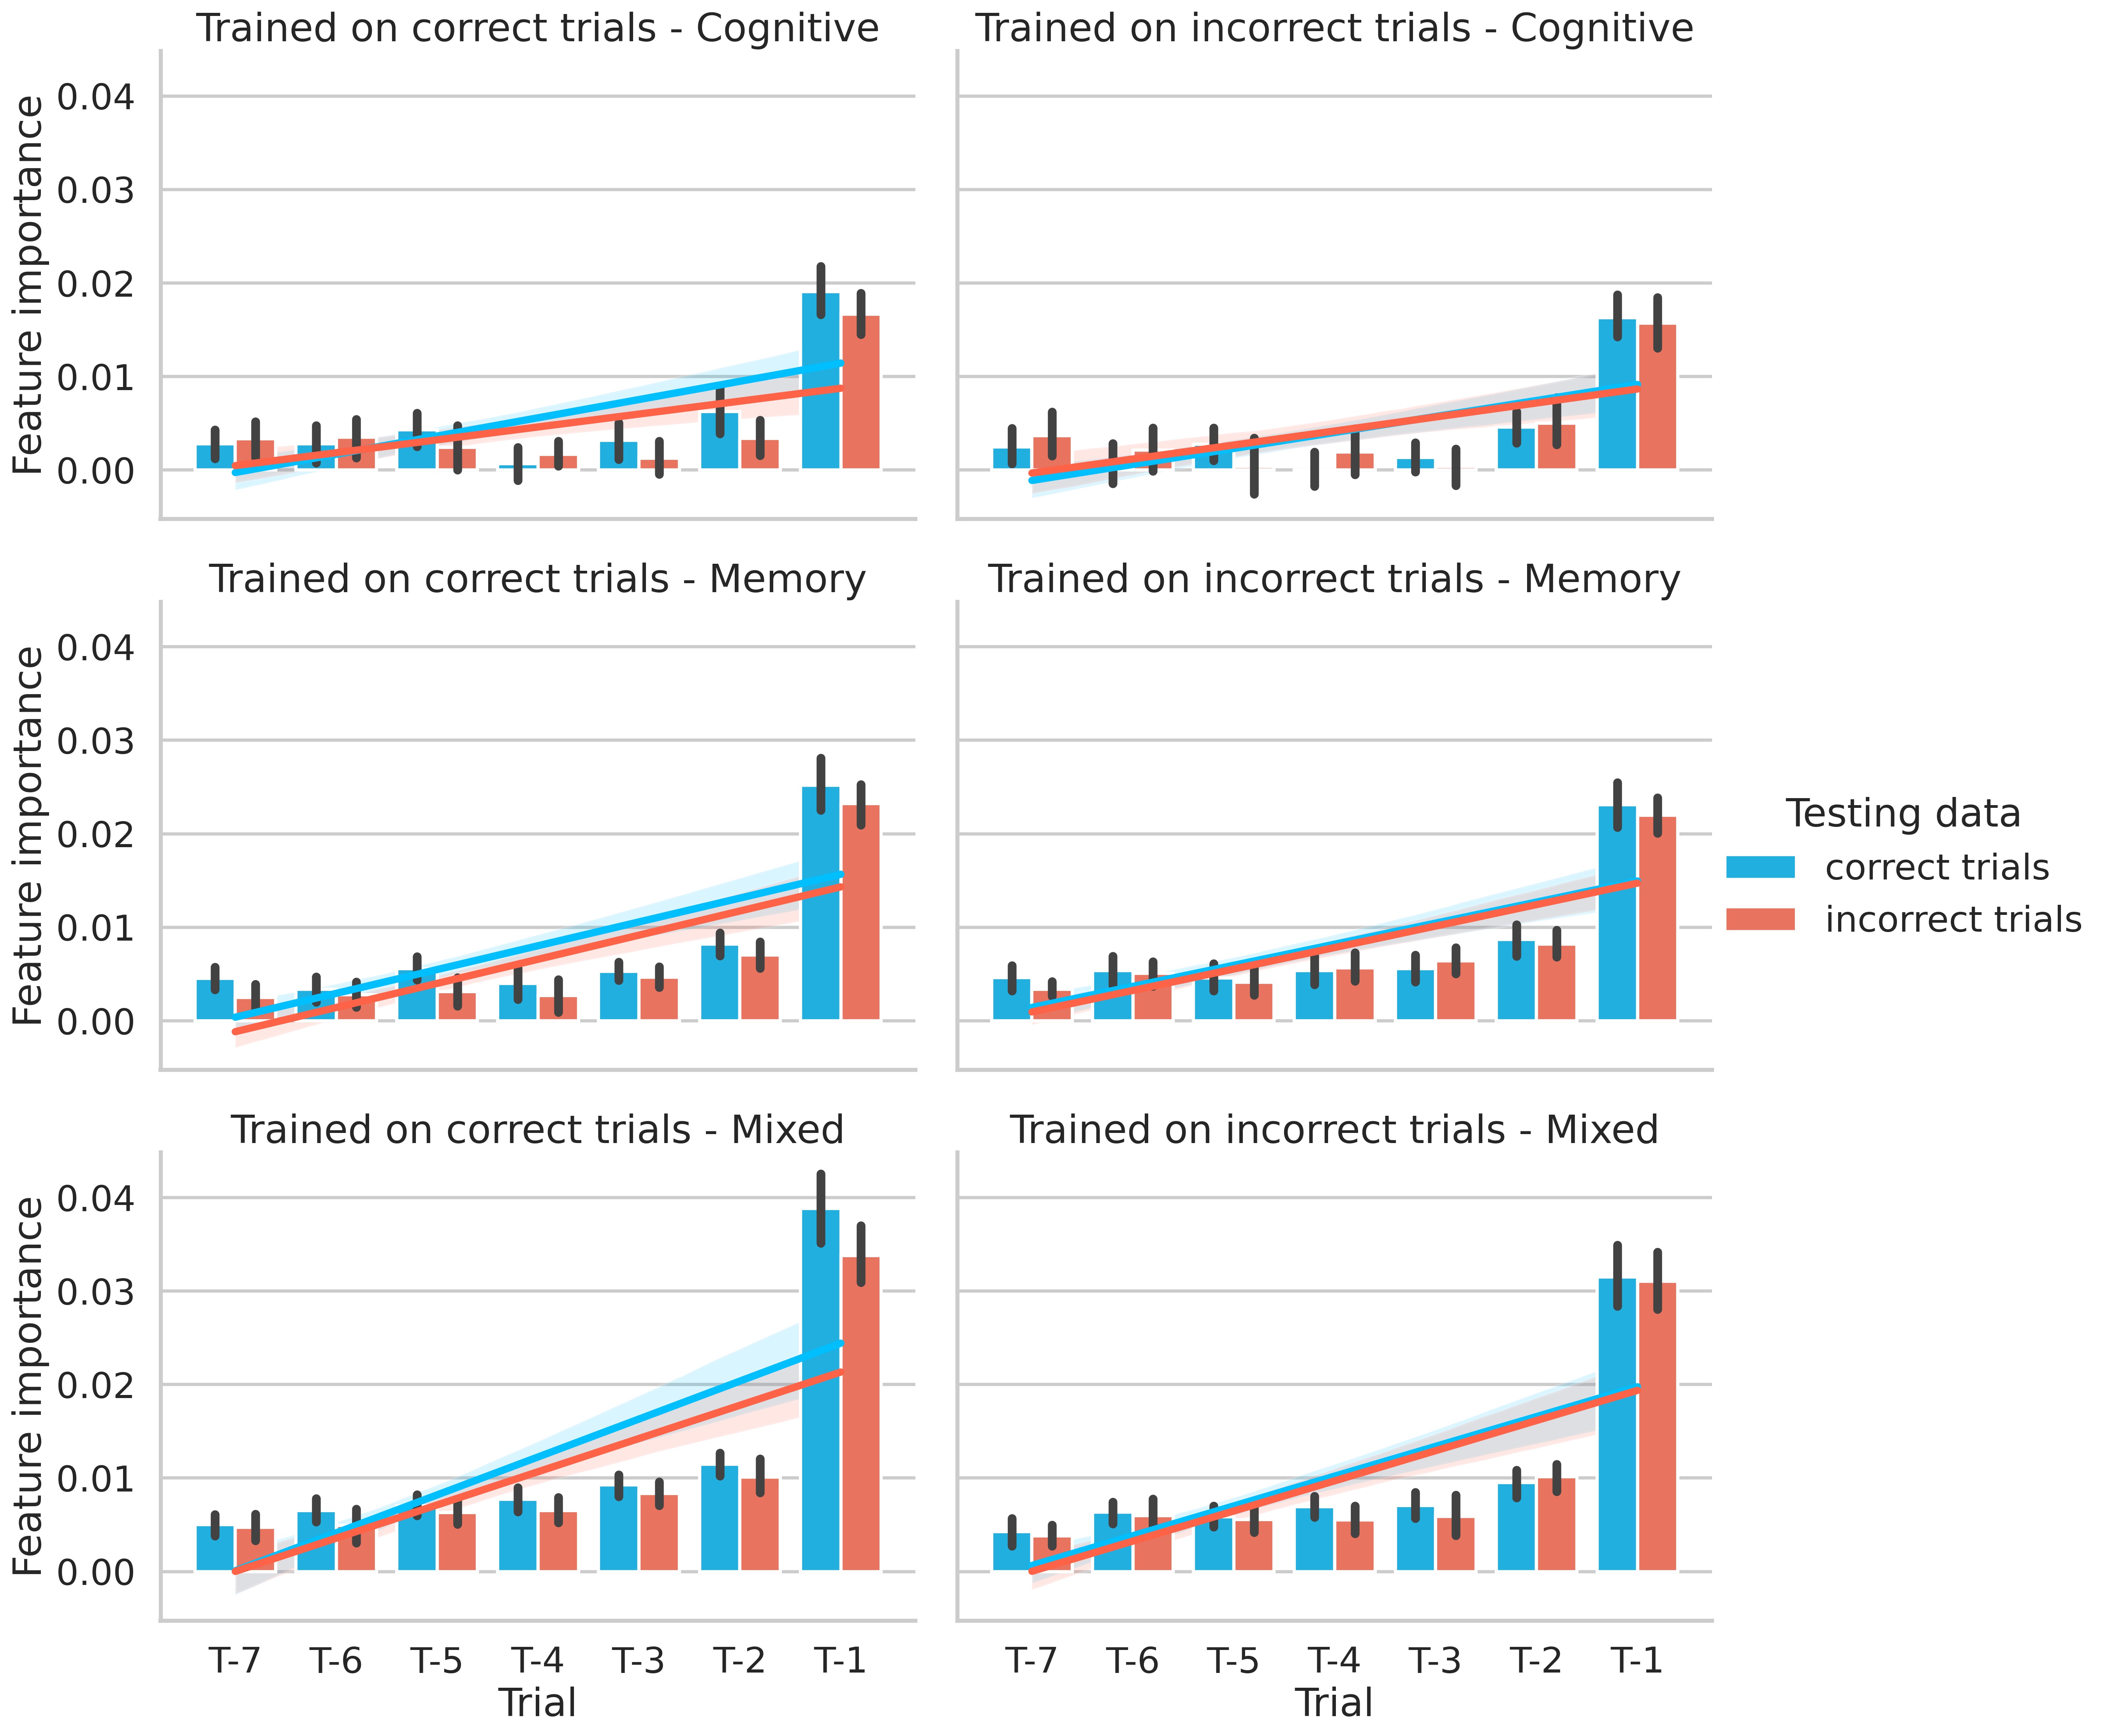 Trained on correct trials - Cognitive
Trained on incorrect trials - Cognitive
Feature importance
0.04
0.03
0.02
0.01
0.00
Trained on correct trials - Memory
Trained on incorrect trials - Memory
Feature importance
0.04
0.03
0.02
0.01
0.00
Testing data
correct trials
incorrect trials
Trained on correct trials - Mixed
Trained on incorrect trials - Mixed
Feature importance
0.04
0.03
0.02
0.01
0.00
T-7 T-6 T-5 T-4 T-3 T-2 T-1
Trial
T-7 T-6 T-5 T-4 T-3 T-2 T-1
Trial